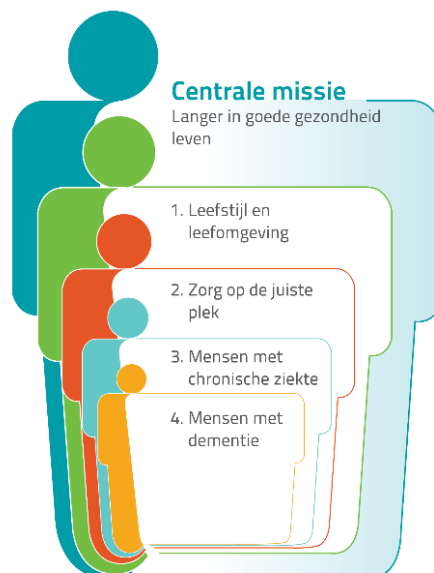 Centrale missie
Langer in goede gezondheid
leven
1. Leefstijl en
leefomgeving
2. Zorg op de juiste
plek
3. Mensen met
chronische ziekte
4. Mensen met
dementie